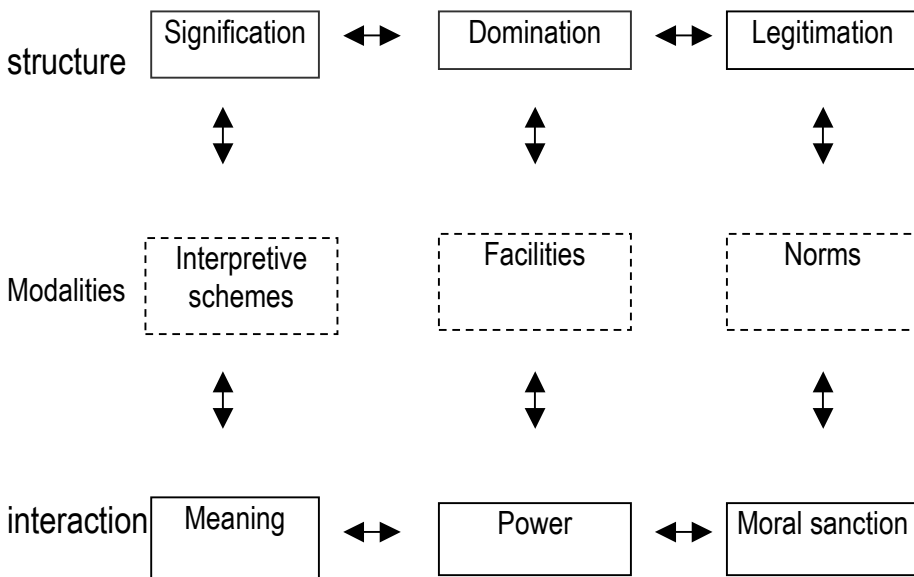 structure
Signification
Domination
Legitimation
Modalities
Interpretive
schemes
Facilities
Norms
interaction
Meaning
Power
Moral sanction